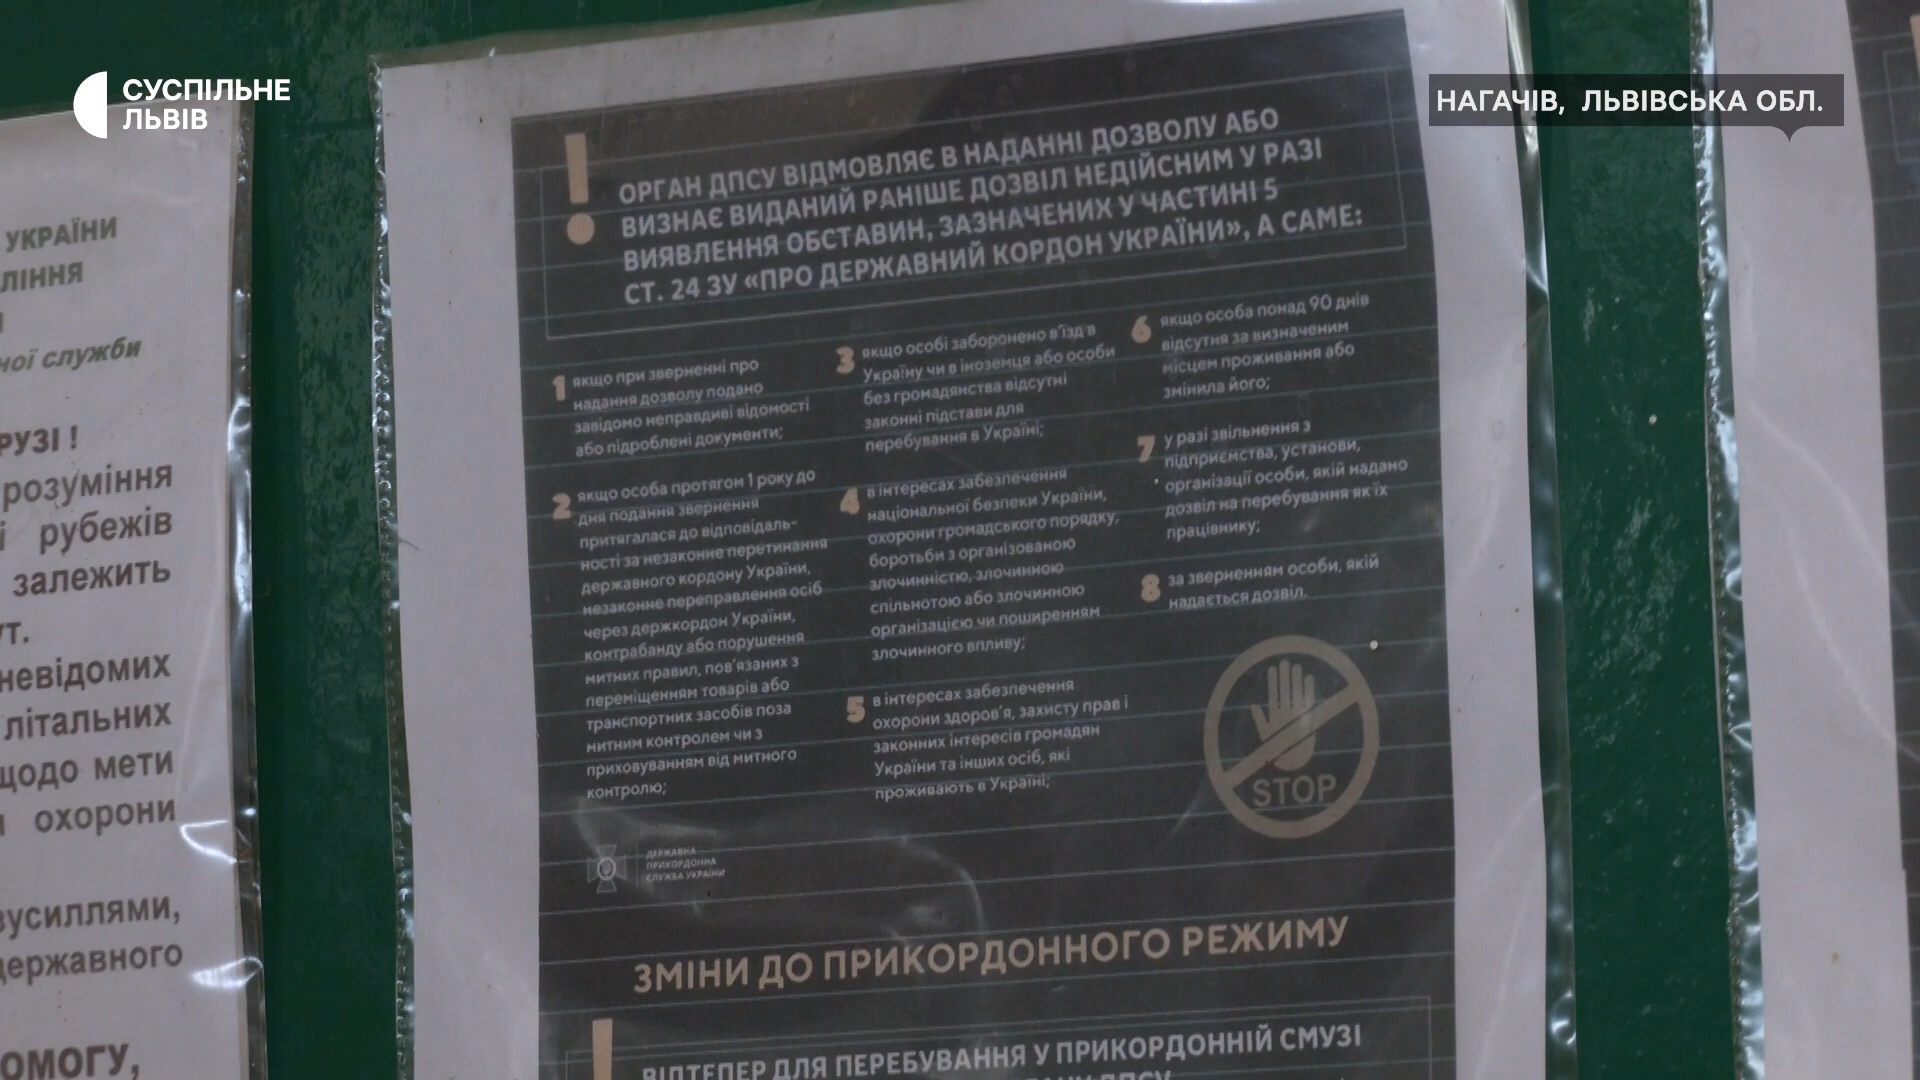 СУСПІЛЬНЕ
ЛЬВІВ
НАГАЧІВ, ЛЬВІВСЬКА ОБЛ.
УКРАЇНИ
ної служби
розуміння
рубежів
залежить
невідомих
літальних
щодо мети
охорони
зусиллями,
державного
ОМОГУ,
ОРГАН ДПСУ ВІДМОВЛЯЄ В НАДАННІ ДОЗВОЛУ АБО
ВИЗНАЄ ВИДАНИЙ РАНІШЕ ДОЗВІЛ НЕДІЙСНИМ У РАЗІ
ВИЯВЛЕННЯ ОБСТАВИН, ЗАЗНАЧЕНИХ У ЧАСТИНІ 5
СТ. 24 ЗУ «ПРО ДЕРЖАВНИЙ КОРДОН УКРАЇНИ», А САМЕ:
1 якщо при зверненні про
надання дозволу подано
завідомо неправдиві відомості
або підроблені документи;
2 якщо особа протягом 1 року до
дня подання звернення
притягалася до відповідаль-
ності за незаконне перетинання
державного кордону України,
незаконне переправлення осіб
через держкордон України,
контрабанду або порушення
митних правил, пов'язаних з
переміщенням товарів або
транспортних засобів поза
митним контролем чи з
приховуванням від митного
контролю;
3 якщо особі заборонено в'їзд в
Україну чи в іноземця або особи
без громадянства відсутні
законні підстави для
перебування в Україні;
4 в інтересах забезпечення
національної безпеки України,
охорони громадського порядку,
боротьби з організованою
злочинністю, злочинною
спільнотою або злочинною
організацією чи поширенням
злочинного впливу;
5 в інтересах забезпечення
охорони здоров'я, захисту прав і
законних інтересів громадян
України та інших осіб, які
проживають в Україні;
6 якщо особа понад 90 днів
відсутня за визначеним
місцем проживання або
змінила його;
7 у разі звільнення з
підприємства, установи,
організації особи, якій надано
дозвіл на перебування як їх
працівнику;
8 за зверненням особи, якій
надається дозвіл.
STOP
ДЕРЖАВНА
ПРИКОРДОННА
СЛУЖБА УКРАЇНИ
ЗМІНИ ДО ПРИКОРДОННОГО РЕЖИМУ
ВІДТЕПЕР ДЛЯ ПЕРЕБУВАННЯ У ПРИКОРДОННІЙ СМУЗІ